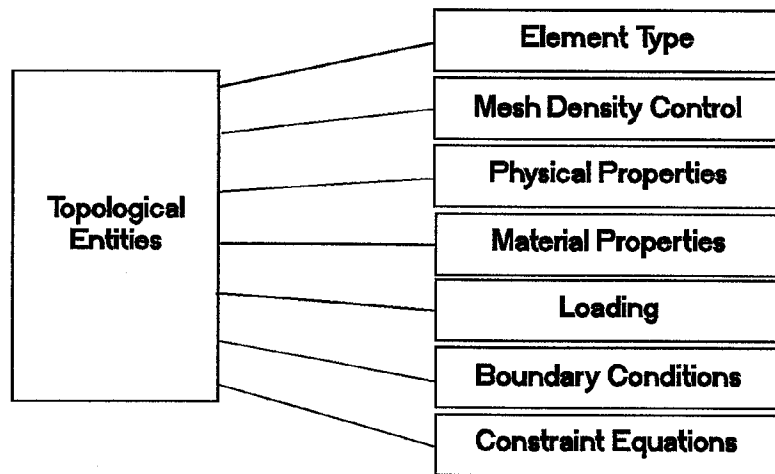 Element Type
Mesh Density Control
Physical Properties
Topological
Entities
Material Properties
Loading
Boundary Conditions
Constraint Equations